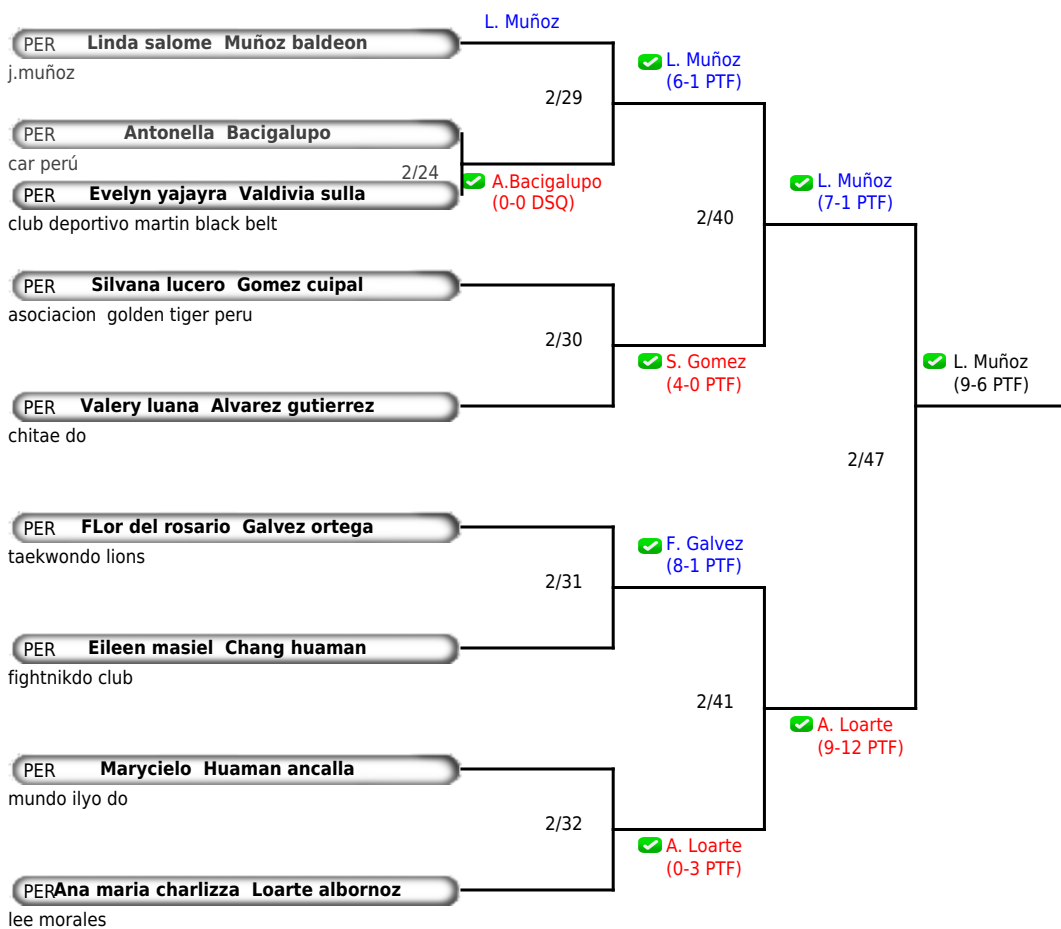 L. Muñoz
PER Linda salome Muñoz baldeon
j.muñoz
L. Muñoz
(6-1 PTF)
2/29
PER Antonella Bacigalupo
car perú
2/24
A.Bacigalupo
(0-0 DSQ)
PER Evelyn yajayra Valdivia sulla
club deportivo martin black belt
L. Muñoz
(7-1 PTF)
2/40
PER Silvana lucero Gomez cuipal
asociacion golden tiger peru
2/30
S. Gomez
(4-0 PTF)
L. Muñoz
(9-6 PTF)
PER Valery luana Alvarez gutierrez
chitae do
2/47
PER FLor del rosario Galvez ortega
taekwondo lions
F. Galvez
(8-1 PTF)
2/31
PER Eileen masiel Chang huaman
fightnikdo club
2/41
A. Loarte
(9-12 PTF)
PER Marycielo Huaman ancalla
mundo ilyo do
2/32
A. Loarte
(0-3 PTF)
PER Ana maria charlizza Loarte albornoz
lee morales